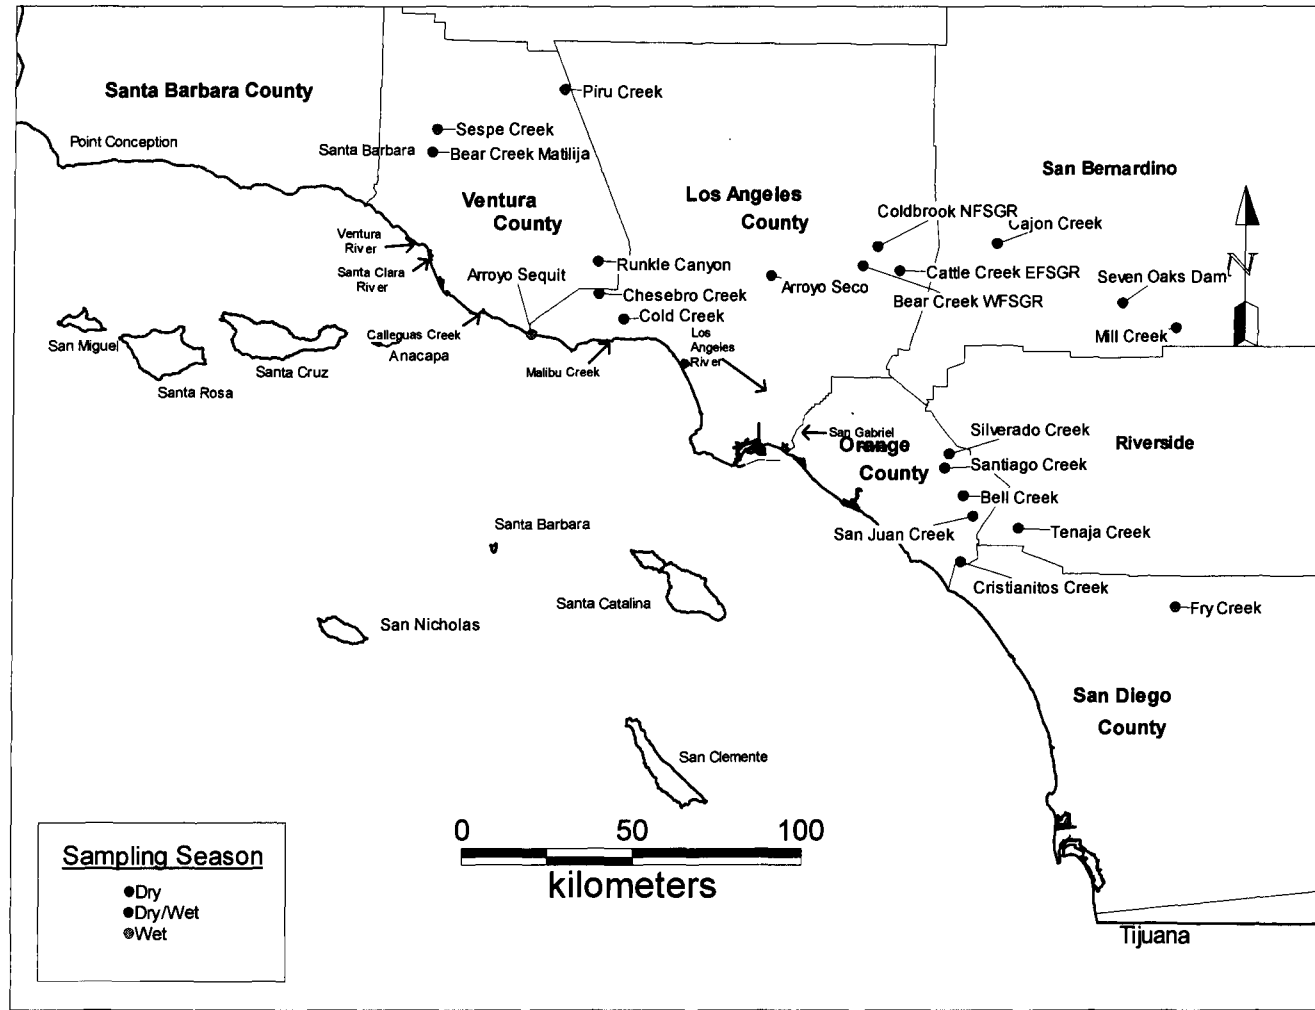 Santa Barbara County
Point Conception
Piru Creek
Sespe Creek
Santa Barbara
Bear Creek Matilija
San Bernardino
Ventura
County
Los Angeles
County
Coldbrook NFSGR
Cajon Creek
Ventura
River
Santa Clara
River
Arroyo Sequit
Runkle Canyon
Arroyo Seco
Cattle Creek EFSGR
Seven Oaks Dam
N
Chesebro Creek
Bear Creek WFSGR
Cold Creek
Los
Angeles
River
Mill Creek
San Miguel
Calleguas Creek
Anacapa
Santa Cruz
Malibu Creek
Santa Rosa
San Gabriel
Orange
County
Silverado Creek
Riverside
Santiago Creek
Bell Creek
Santa Barbara
San Juan Creek
Tenaja Creek
Santa Catalina
Cristianitos Creek
San Nicholas
Fry Creek
San Diego
County
San Clemente
0 50 100
kilometers
Sampling Season
Dry
Dry/Wet
Wet
Tijuana